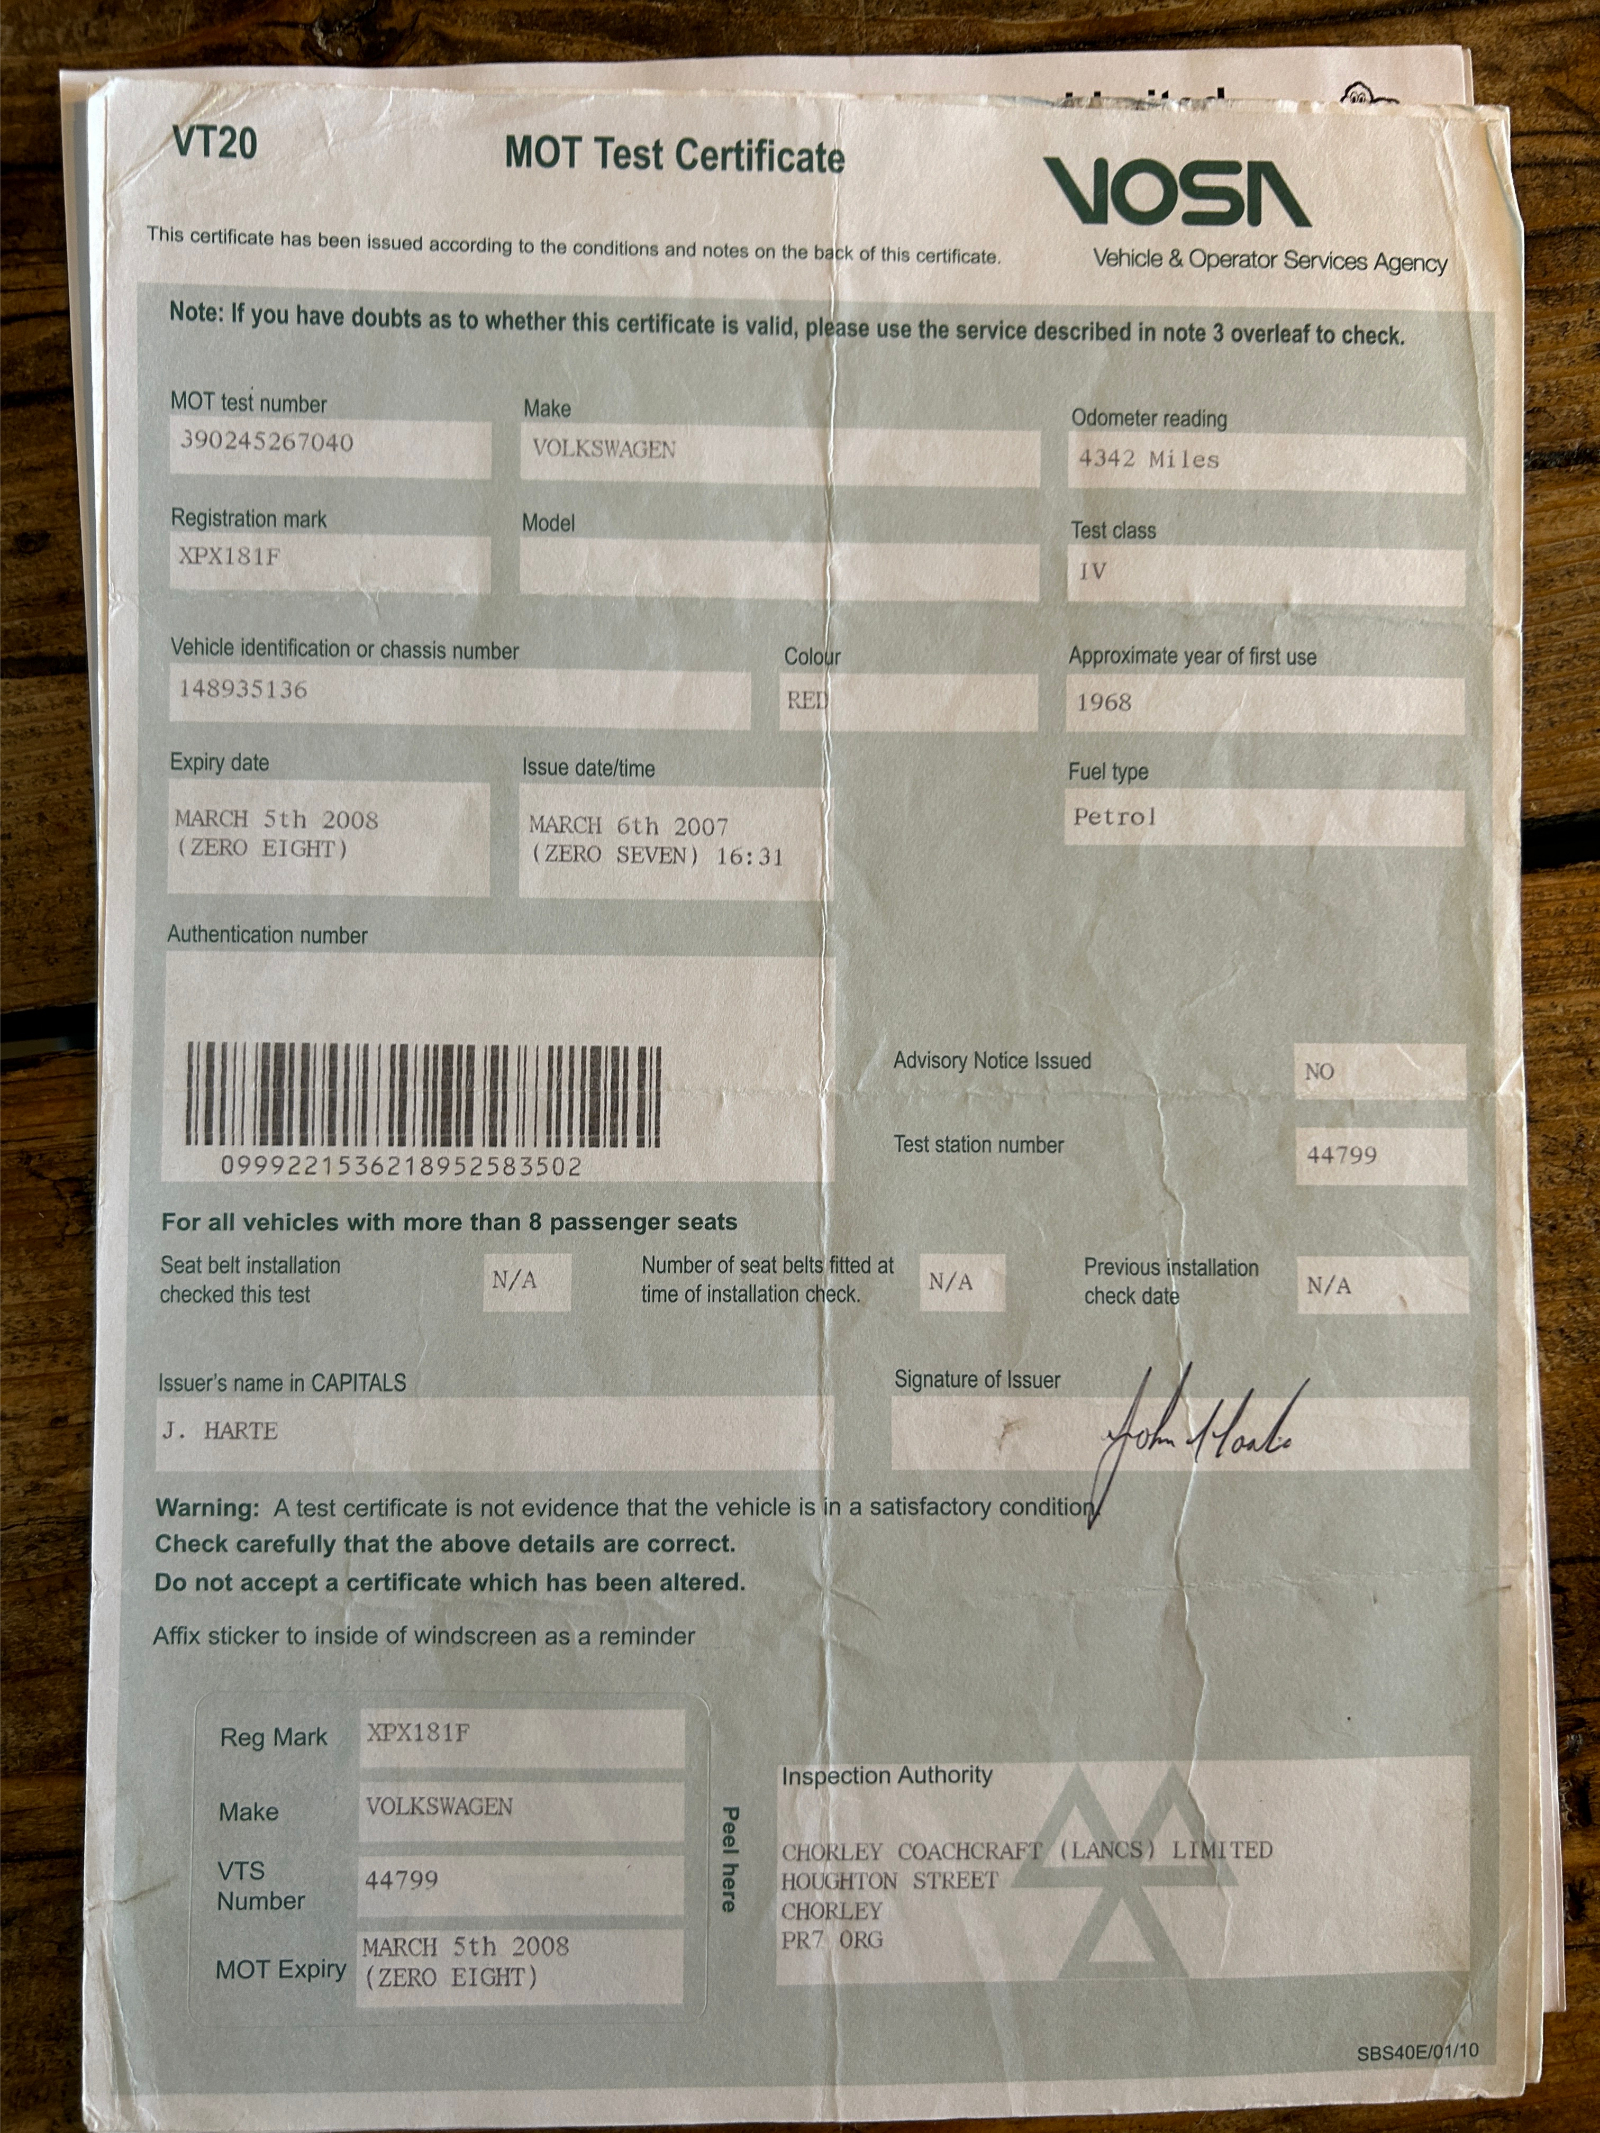 VT20
MOT Test Certificate
VOSA
Vehicle & Operator Services Agency
This certificate has been issued according to the conditions and notes on the back of this certificate.
Note: If you have doubts as to whether this certificate is valid, please use the service described in note 3 overleaf to check.
MOT test number
390245267040
Make
VOLKSWAGEN
Odometer reading
4342 Miles
Registration mark
XPX181F
Model
Test class
IV
Vehicle identification or chassis number
148935136
Colour
RED
Approximate year of first use
1968
Expiry date
MARCH 5th 2008
(ZERO EIGHT)
Issue date/time
MARCH 6th 2007
(ZERO SEVEN) 16:31
Fuel type
Petrol
Authentication number
0999221536218952583502
Advisory Notice Issued
NO
Test station number
44799
For all vehicles with more than 8 passenger seats
Seat belt installation
checked this test
N/A
Number of seat belts fitted at
time of installation check.
N/A
Previous installation
check date
N/A
Issuer's name in CAPITALS
J. HARTE
Signature of Issuer
John
Warning: A test certificate is not evidence that the vehicle is in a satisfactory condition.
Check carefully that the above details are correct.
Do not accept a certificate which has been altered.
Affix sticker to inside of windscreen as a reminder
Reg Mark
XPX181F
Make
VOLKSWAGEN
VTS
Number
44799
MOT Expiry
MARCH 5th 2008
(ZERO EIGHT)
Peel here
Inspection Authority
CHORLEY COACHCRAFT (LANCS) LIMITED
HOUGHTON STREET
CHORLEY
PR7 0RG
SBS40E/01/10